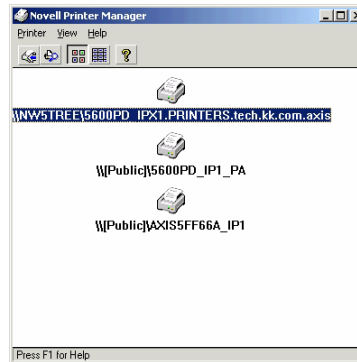 Novell Printer Manager
Printer View Help
\\NW5TREE\5600PD_IPX1.PRINTERS.tech.kk.com.axis
\\[Public]\5600PD_IP1_PA
\\[Public]\AXIS5FF66A_IP1
Press F1 for Help